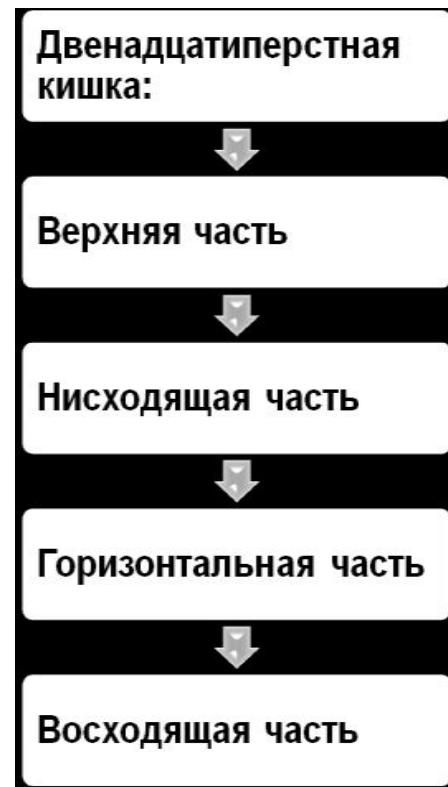 Двенадцатиперстная
кишка:
Верхняя часть
Нисходящая часть
Горизонтальная часть
Восходящая часть